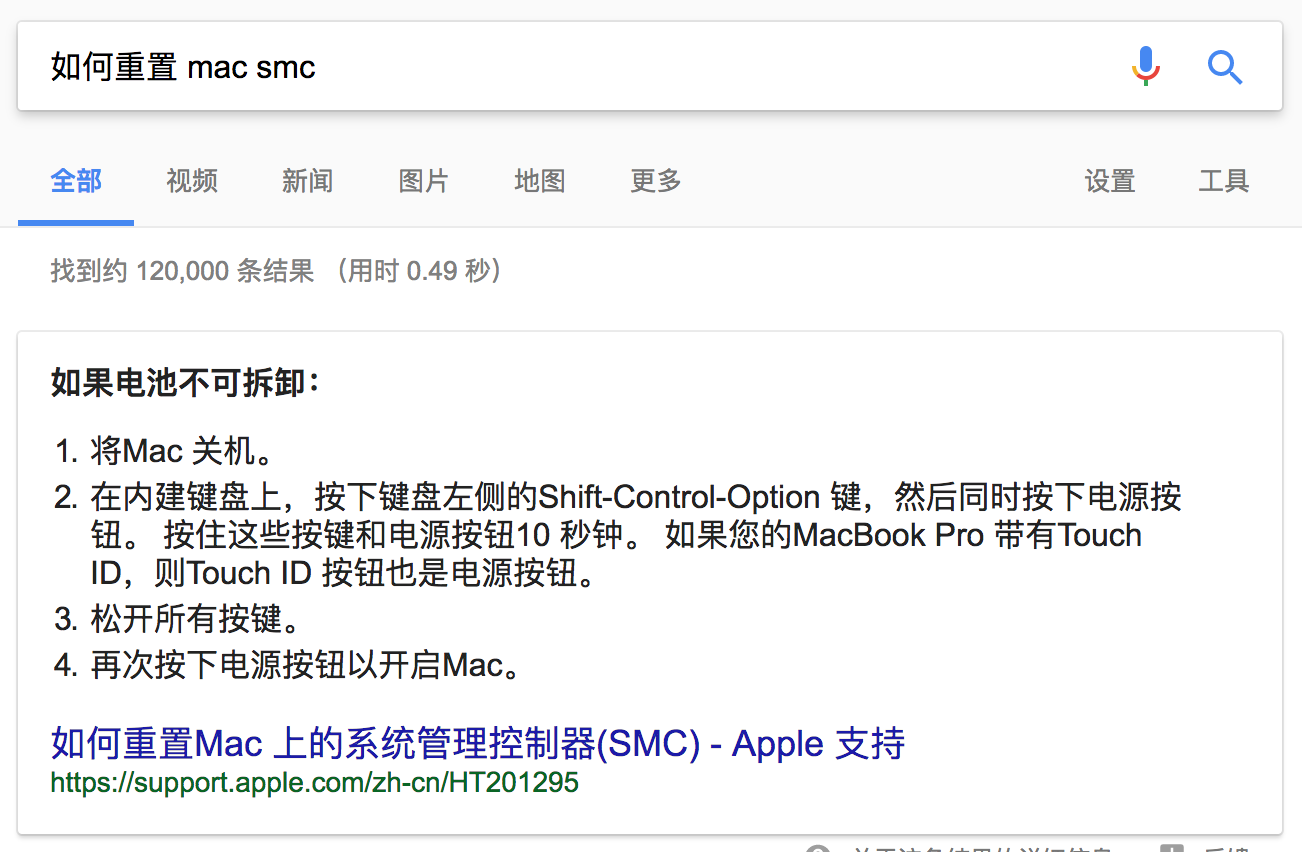 如何重置 mac smc
全部 视频 新闻 图片 地图 更多 设置 工具
找到约 120,000 条结果 （用时 0.49 秒）
如果电池不可拆卸：
1. 将Mac 关机。
2. 在内建键盘上，按下键盘左侧的Shift-Control-Option 键，然后同时按下电源按
钮。 按住这些按键和电源按钮10 秒钟。 如果您的MacBook Pro 带有Touch
ID，则Touch ID 按钮也是电源按钮。
3. 松开所有按键。
4. 再次按下电源按钮以开启Mac。
如何重置Mac 上的系统管理控制器(SMC) - Apple 支持
https://support.apple.com/zh-cn/HT201295